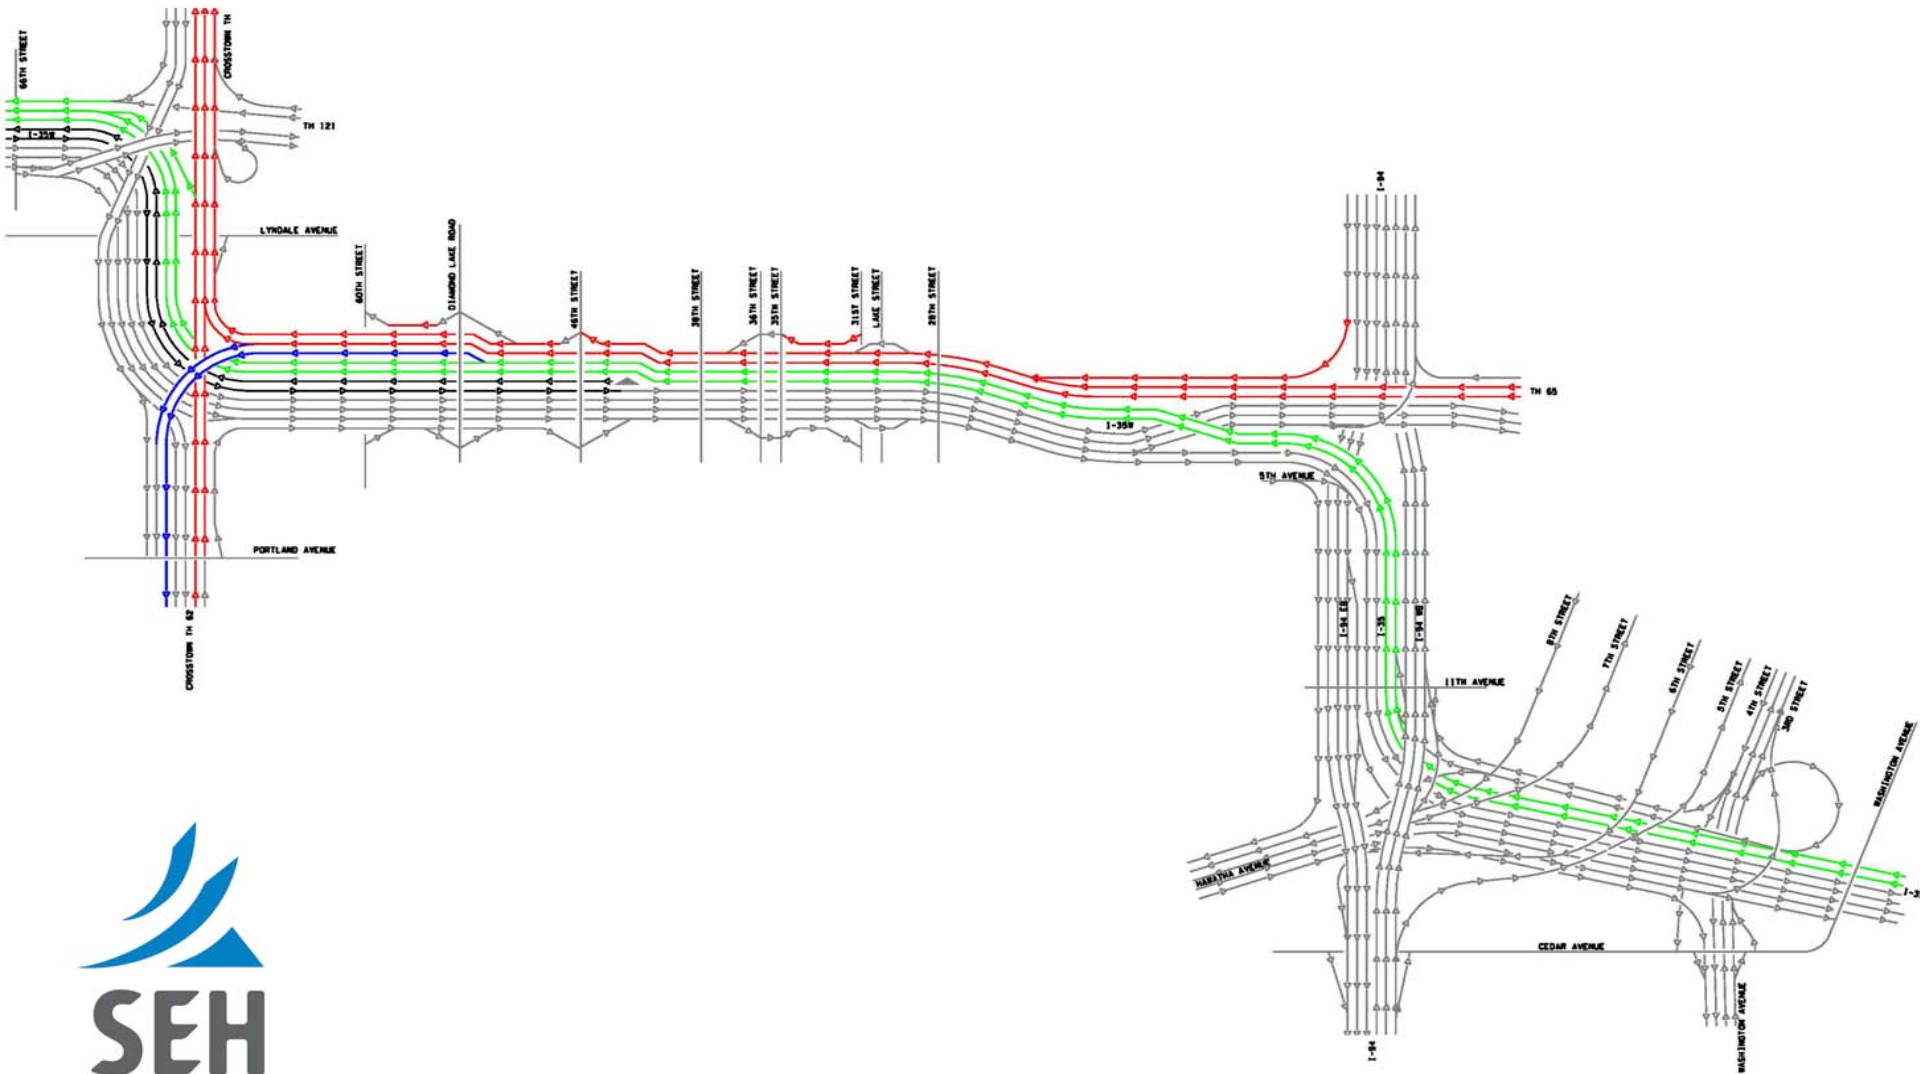 66TH STREET
CROSSTOWN TH
I-35W
TH 121
LYNDALE AVENUE
60TH STREET
DIAMOND LAKE ROAD
46TH STREET
38TH STREET
36TH STREET
35TH STREET
31ST STREET
LAKE STREET
28TH STREET
I-94
TH 65
I-35W
5TH AVENUE
PORTLAND AVENUE
CROSSTOWN TH 62
I-94 EB
I-35
I-94 WB
8TH STREET
7TH STREET
6TH STREET
5TH STREET
4TH STREET
3RD STREET
11TH AVENUE
WASHINGTON AVENUE
HAIWATHA AVENUE
I-3
CEDAR AVENUE
WASHINGTON AVENUE
I-94
SEH